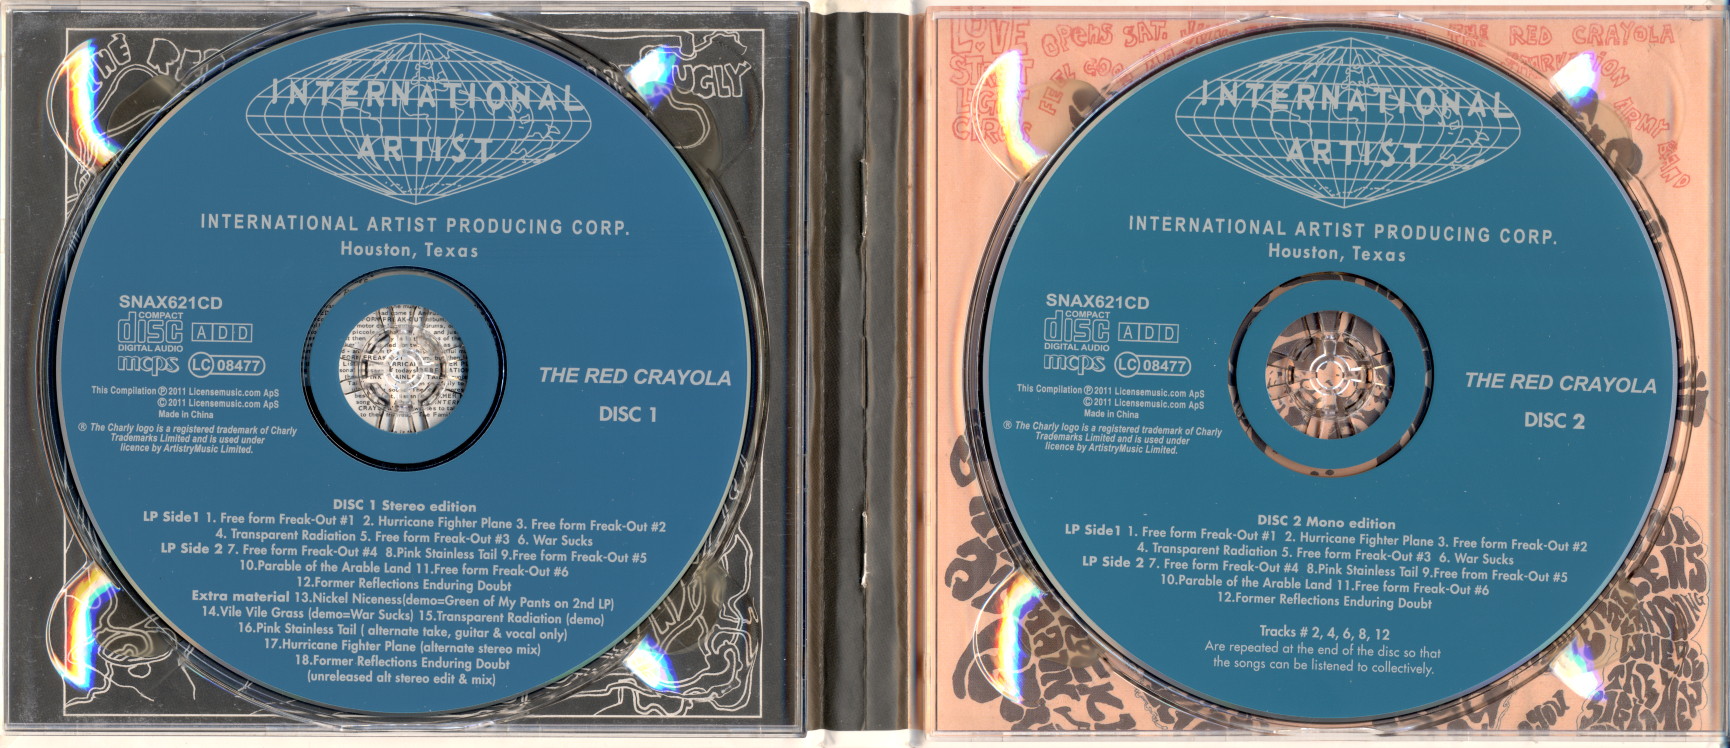 THE RED
UGLY
INTERNATIONAL
ARTIST
INTERNATIONAL ARTIST PRODUCING CORP.
Houston, Texas
SNAX621CD
COMPACT
disc
DIGITAL AUDIO
ADD
mcps
LC 08477
This Compilation Ⓟ 2011 Licensemusic.com ApS
© 2011 Licensemusic.com ApS
Made in China
® The Charly logo is a registered trademark of Charly
Trademarks Limited and is used under
licence by ArtistryMusic Limited.
THE RED CRAYOLA
DISC 1
DISC 1 Stereo edition
LP Side1 1. Free form Freak-Out #1 2. Hurricane Fighter Plane 3. Free form Freak-Out #2
4. Transparent Radiation 5. Free form Freak-Out #3 6. War Sucks
LP Side 2 7. Free form Freak-Out #4 8.Pink Stainless Tail 9.Free form Freak-Out #5
10.Parable of the Arable Land 11.Free form Freak-Out #6
12.Former Reflections Enduring Doubt
Extra material 13.Nickel Niceness(demo=Green of My Pants on 2nd LP)
14.Vile Vile Grass (demo=War Sucks) 15.Transparent Radiation (demo)
16.Pink Stainless Tail ( alternate take, guitar & vocal only)
17.Hurricane Fighter Plane (alternate stereo mix)
18.Former Reflections Enduring Doubt
(unreleased alt stereo edit & mix)
LOVE
STREET
LIGHT
CIRCUS
OPENS SAT.
THE RED CRAYOLA
FEEL GOOD
ARMY
BAND
INTERNATIONAL
ARTIST
INTERNATIONAL ARTIST PRODUCING CORP.
Houston, Texas
SNAX621CD
COMPACT
disc
DIGITAL AUDIO
ADD
mcps
LC 08477
This Compilation Ⓟ 2011 Licensemusic.com ApS
© 2011 Licensemusic.com ApS
Made in China
® The Charly logo is a registered trademark of Charly
Trademarks Limited and is used under
licence by ArtistryMusic Limited.
THE RED CRAYOLA
DISC 2
DISC 2 Mono edition
LP Side1 1. Free form Freak-Out #1 2. Hurricane Fighter Plane 3. Free form Freak-Out #2
4. Transparent Radiation 5. Free form Freak-Out #3 6. War Sucks
LP Side 2 7. Free form Freak-Out #4 8.Pink Stainless Tail 9.Free from Freak-Out #5
10.Parable of the Arable Land 11.Free form Freak-Out #6
12.Former Reflections Enduring Doubt
Tracks # 2, 4, 6, 8, 12
Are repeated at the end of the disc so that
the songs can be listened to collectively.